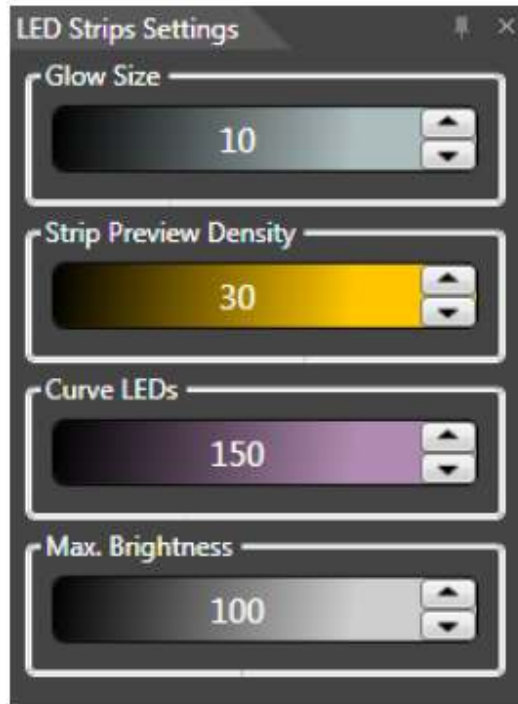 LED Strips Settings
Glow Size
10
Strip Preview Density
30
Curve LEDs
150
Max. Brightness
100